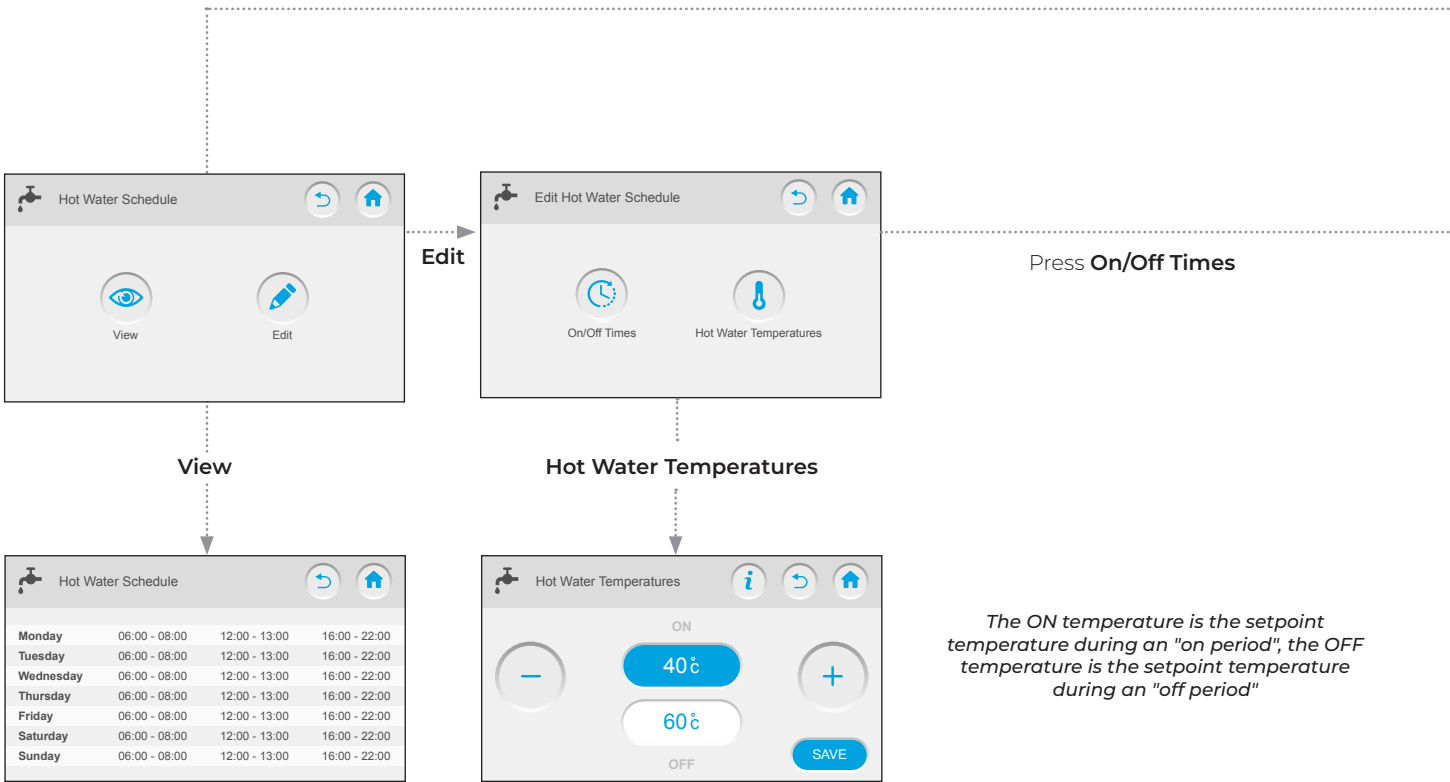 Hot Water Schedule
View
Edit
Edit
Edit Hot Water Schedule
On/Off Times
Hot Water Temperatures
Press On/Off Times
View
Hot Water Schedule
Monday 06:00 - 08:00 12:00 - 13:00 16:00 - 22:00
Tuesday 06:00 - 08:00 12:00 - 13:00 16:00 - 22:00
Wednesday 06:00 - 08:00 12:00 - 13:00 16:00 - 22:00
Thursday 06:00 - 08:00 12:00 - 13:00 16:00 - 22:00
Friday 06:00 - 08:00 12:00 - 13:00 16:00 - 22:00
Saturday 06:00 - 08:00 12:00 - 13:00 16:00 - 22:00
Sunday 06:00 - 08:00 12:00 - 13:00 16:00 - 22:00
Hot Water Temperatures
Hot Water Temperatures
i
ON
−
40°c
+
60°c
OFF
SAVE
The ON temperature is the setpoint
temperature during an "on period", the OFF
temperature is the setpoint temperature
during an "off period"